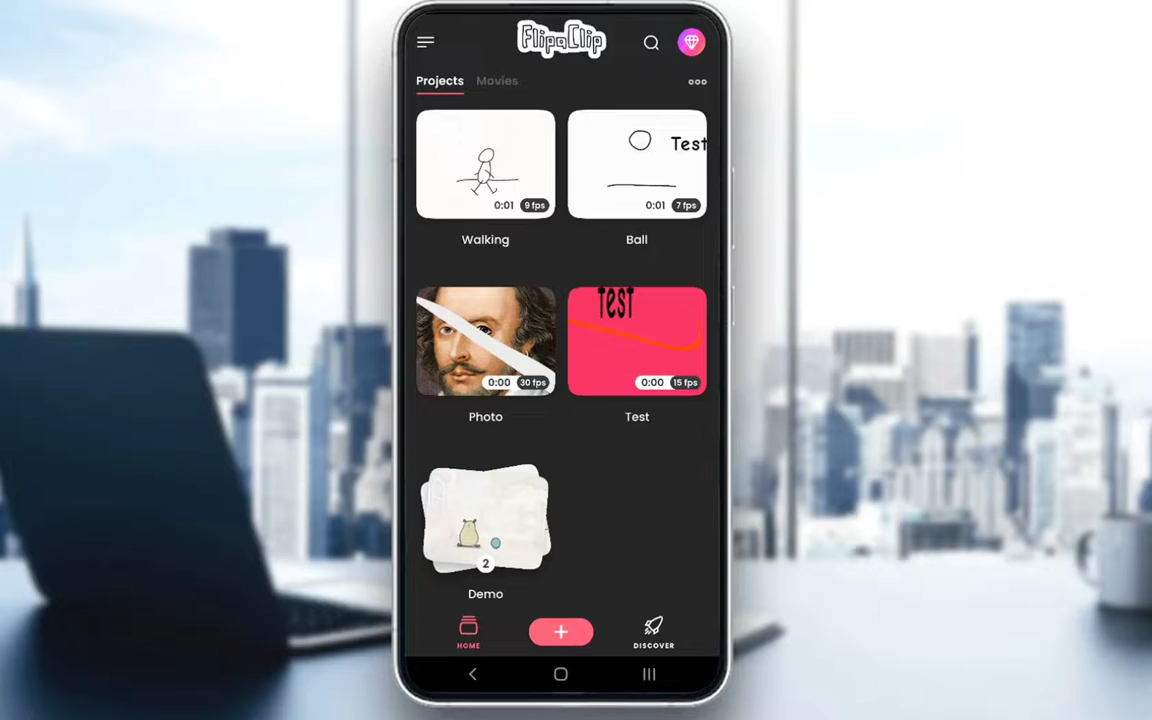 FlipaClip
Projects Movies
Test
0:01 9 fps
0:01 7 fps
Walking
Ball
TEST
0:00 30 fps
0:00 15 fps
Photo
Test
2
Demo
HOME
DISCOVER